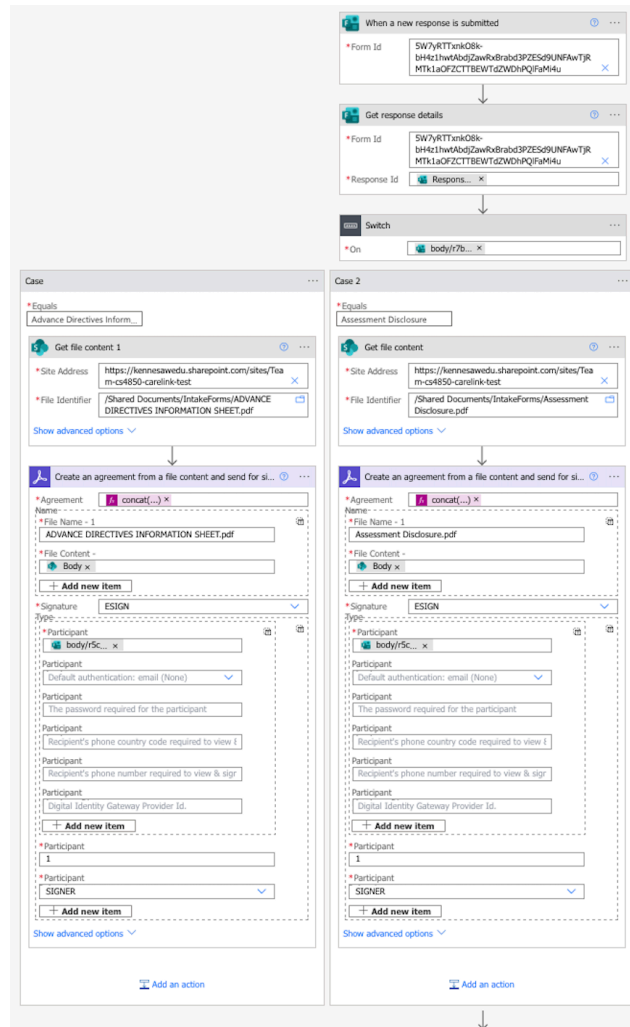 When a new response is submitted
*Form Id
5W7yRTTxnkO8k-
bH4z1hwtAbdjZawRxBrabd3PZESd9UNFAwTjR
MTk1aOFZCTTBEWTdZWDhPQlFaMi4u
Get response details
*Form Id
5W7yRTTxnkO8k-
bH4z1hwtAbdjZawRxBrabd3PZESd9UNFAwTjR
MTk1aOFZCTTBEWTdZWDhPQlFaMi4u
*Response Id
Respons...
Switch
*On
body/r7b...
Case
*Equals
Advance Directives Inform...
Get file content 1
*Site Address
https://kennesawedu.sharepoint.com/sites/Tea
m-cs4850-carelink-test
*File Identifier
/Shared Documents/IntakeForms/ADVANCE
DIRECTIVES INFORMATION SHEET.pdf
Show advanced options
Create an agreement from a file content and send for si...
*Agreement
Name
concat(...)
*File Name - 1
ADVANCE DIRECTIVES INFORMATION SHEET.pdf
*File Content -
Body
Add new item
*Signature
Type
ESIGN
*Participant
body/r5c...
Participant
Default authentication: email (None)
Participant
The password required for the participant
Participant
Recipient's phone country code required to view
Participant
Recipient's phone number required to view & sigr
Participant
Digital Identity Gateway Provider Id.
Add new item
*Participant
1
*Participant
SIGNER
Add new item
Show advanced options
Add an action
Case 2
*Equals
Assessment Disclosure
Get file content
*Site Address
https://kennesawedu.sharepoint.com/sites/Tea
m-cs4850-carelink-test
*File Identifier
/Shared Documents/IntakeForms/Assessment
Disclosure.pdf
Show advanced options
Create an agreement from a file content and send for si...
*Agreement
Name
concat(...)
*File Name - 1
Assessment Disclosure.pdf
*File Content -
Body
Add new item
*Signature
Type
ESIGN
*Participant
body/r5c...
Participant
Default authentication: email (None)
Participant
The password required for the participant
Participant
Recipient's phone country code required to view
Participant
Recipient's phone number required to view & sigr
Participant
Digital Identity Gateway Provider Id.
Add new item
*Participant
1
*Participant
SIGNER
Add new item
Show advanced options
Add an action